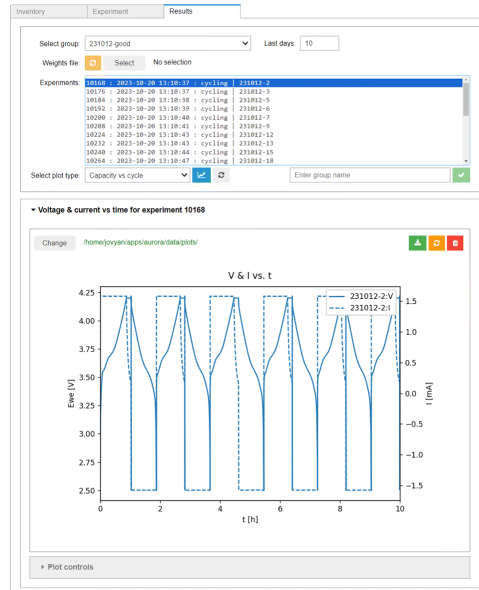 Inventory
Experiment
Results
Select group:
231012-good
Last days:
10
Weights file:
Select
No selection
Experiments:
10168 : 2023-10-20 13:10:37 : cycling | 231012-2
10176 : 2023-10-20 13:10:37 : cycling | 231012-3
10184 : 2023-10-20 13:10:38 : cycling | 231012-5
10192 : 2023-10-20 13:10:39 : cycling | 231012-6
10200 : 2023-10-20 13:10:40 : cycling | 231012-7
10208 : 2023-10-20 13:10:41 : cycling | 231012-9
10224 : 2023-10-20 13:10:43 : cycling | 231012-12
10232 : 2023-10-20 13:10:43 : cycling | 231012-13
10240 : 2023-10-20 13:10:44 : cycling | 231012-15
10264 : 2023-10-20 13:10:47 : cycling | 231012-18
Select plot type:
Capacity vs cycle
Enter group name
Voltage & current vs time for experiment 10168
Change
/home/jovyan/apps/aurora/data/plots/
V & I vs. t
231012-2:V
231012-2:I
4.25
4.00
3.75
3.50
3.25
3.00
2.75
2.50
Ewe [V]
1.5
1.0
0.5
0.0
−0.5
−1.0
−1.5
I [mA]
0
2
4
6
8
10
t [h]
Plot controls